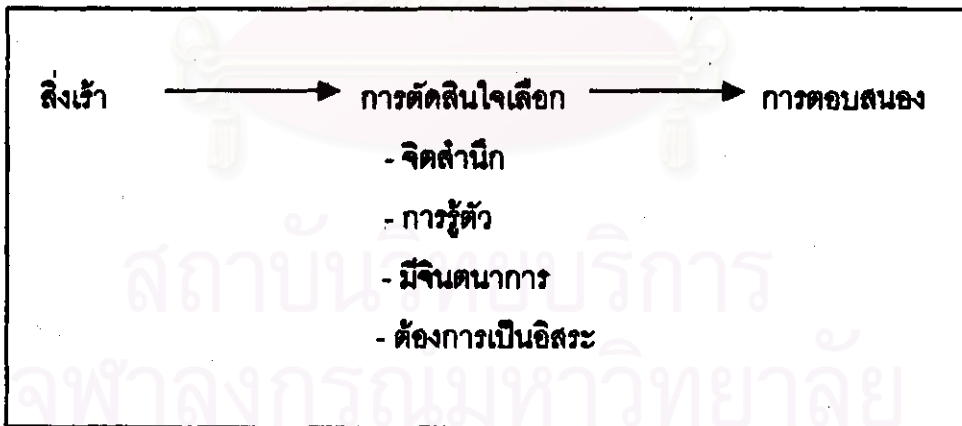 สิ่งเร้า การตัดสินใจเลือก การตอบสนอง
- จิตสำนึก
- การรู้ตัว
- มีจินตนาการ
- ต้องการเป็นอิสระ
สถาบันวิทยบริการ
จุฬาลงกรณ์มหาวิทยาลัย